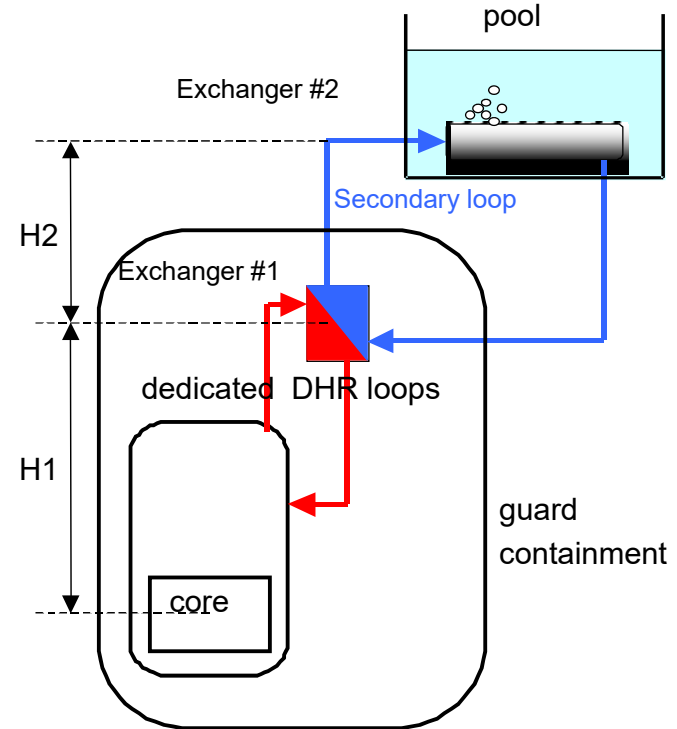 pool
Exchanger #2
Secondary loop
H2
Exchanger #1
dedicated DHR loops
H1
guard
containment
core